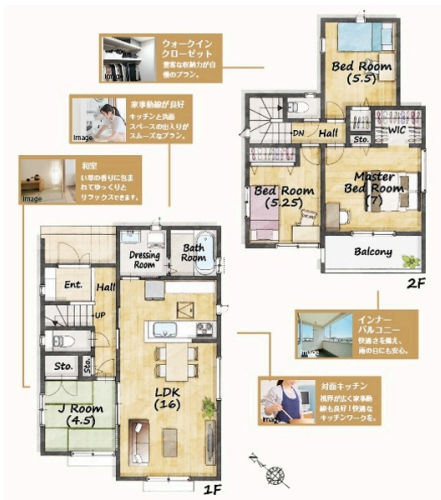 ウォークイン
クローゼット
豊富な収納力が自
慢のプラン。
Image
家事動線が良好
キッチンと洗面
スペースの出入りが
スムーズなプラン。
Image
和室
い草の香りに包ま
れてゆっくりと
リラックスできます。
Image
Bed Room
(5.5)
DN
Hall
Sto.
WIC
Bed Room
(5.25)
Master
Bed Room
(7)
Balcony
2F
Dressing
Room
Bath
Room
Ent.
Hall
UP
Sto.
Sto.
LDK
(16)
J Room
(4.5)
1F
インナー
バルコニー
快適さを備え、
雨の日にも安心。
Image
対面キッチン
視界が広く家事動
線も良好！快適な
キッチンワークを。
Image
N